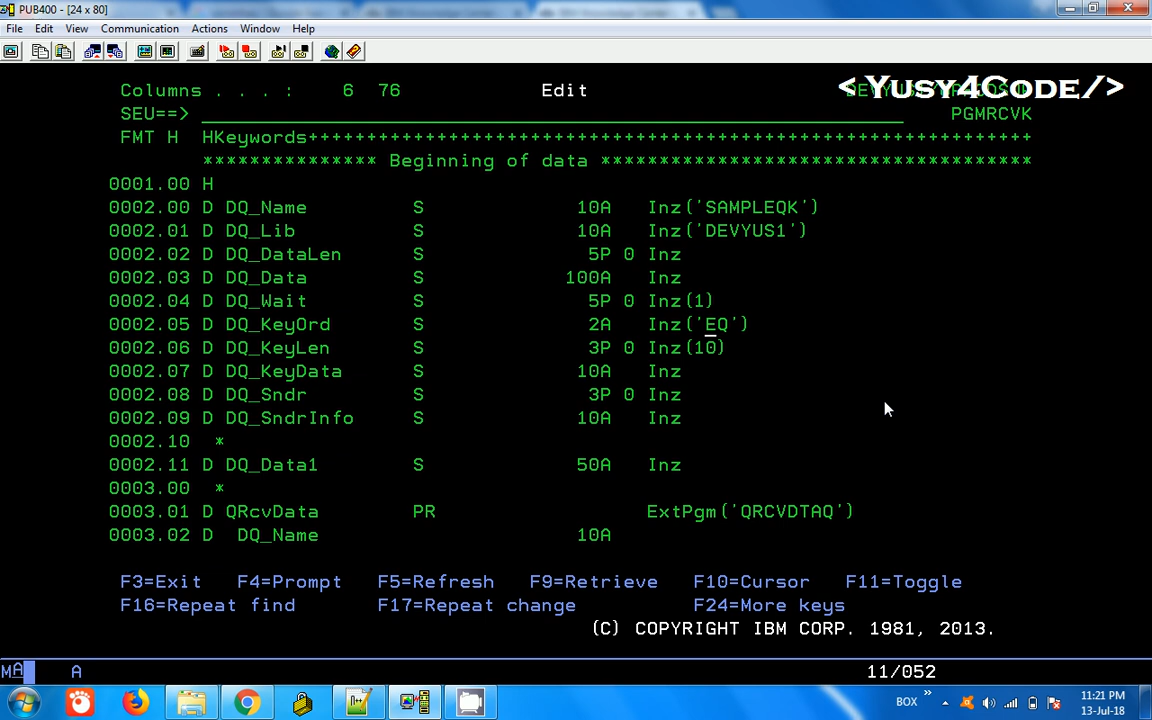 PUB400 - [24 x 80]
File Edit View Communication Actions Window Help
<YUSY4CODE/>
Columns . . . : 6 76 Edit
SEU==> PGMRCVK
FMT H HKeywords++++++++++++++++++++++++++++++++++++++++++++++++++++++++++++++
*************** Beginning of data *************************************
0001.00 H
0002.00 D DQ_Name S 10A Inz('SAMPLEQK')
0002.01 D DQ_Lib S 10A Inz('DEVYUS1')
0002.02 D DQ_DataLen S 5P 0 Inz
0002.03 D DQ_Data S 100A Inz
0002.04 D DQ_Wait S 5P 0 Inz(1)
0002.05 D DQ_KeyOrd S 2A Inz('EQ')
0002.06 D DQ_KeyLen S 3P 0 Inz(10)
0002.07 D DQ_KeyData S 10A Inz
0002.08 D DQ_Sndr S 3P 0 Inz
0002.09 D DQ_SndrInfo S 10A Inz
0002.10 *
0002.11 D DQ_Data1 S 50A Inz
0003.00 *
0003.01 D QRcvData PR ExtPgm('QRCVDTAQ')
0003.02 D DQ_Name 10A
F3=Exit F4=Prompt F5=Refresh F9=Retrieve F10=Cursor F11=Toggle
F16=Repeat find F17=Repeat change F24=More keys
(C) COPYRIGHT IBM CORP. 1981, 2013.
MA A 11/052
BOX 11:21 PM
13-Jul-18